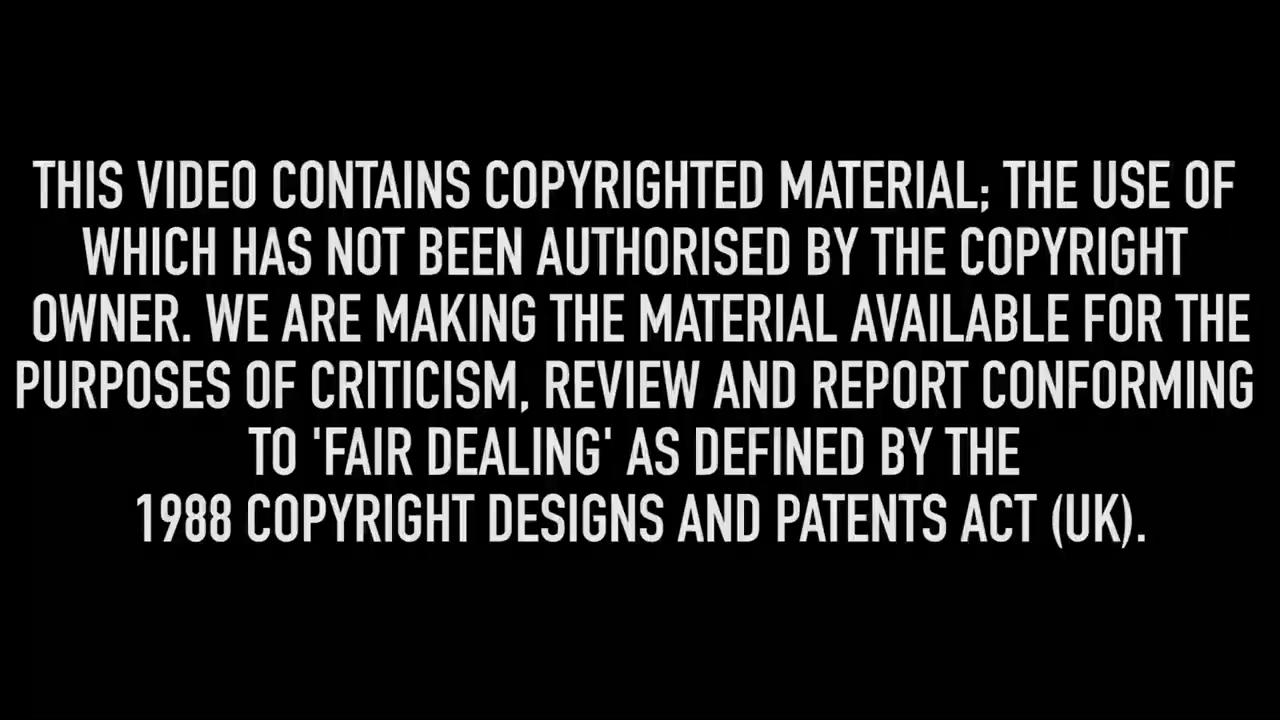 THIS VIDEO CONTAINS COPYRIGHTED MATERIAL; THE USE OF
WHICH HAS NOT BEEN AUTHORISED BY THE COPYRIGHT
OWNER. WE ARE MAKING THE MATERIAL AVAILABLE FOR THE
PURPOSES OF CRITICISM, REVIEW AND REPORT CONFORMING
TO 'FAIR DEALING' AS DEFINED BY THE
1988 COPYRIGHT DESIGNS AND PATENTS ACT (UK).